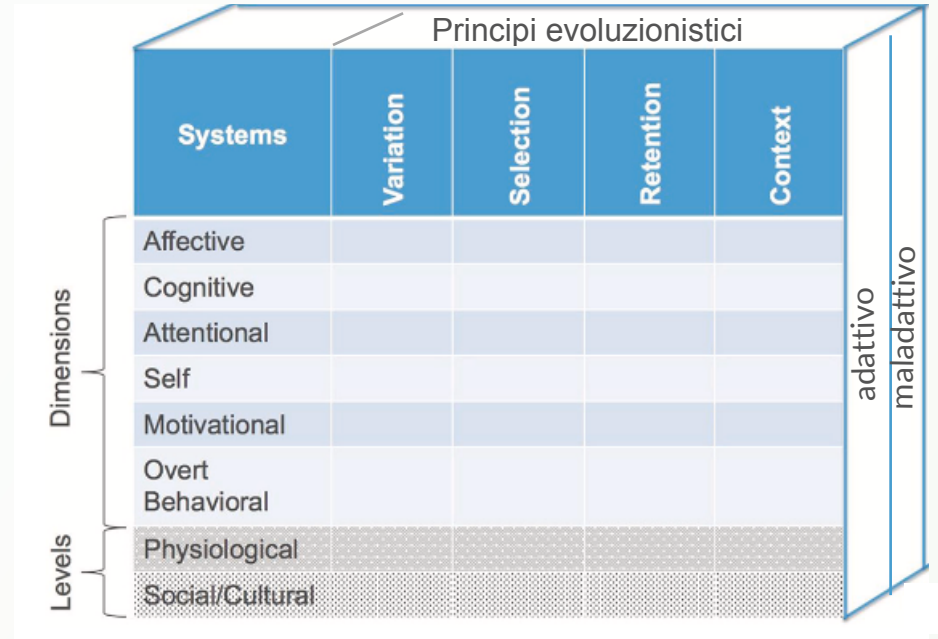 Principi evoluzionistici
Systems
Variation
Selection
Retention
Context
Dimensions
Affective
Cognitive
Attentional
Self
Motivational
Overt
Behavioral
Levels
Physiological
Social/Cultural
adattivo
maladattivo